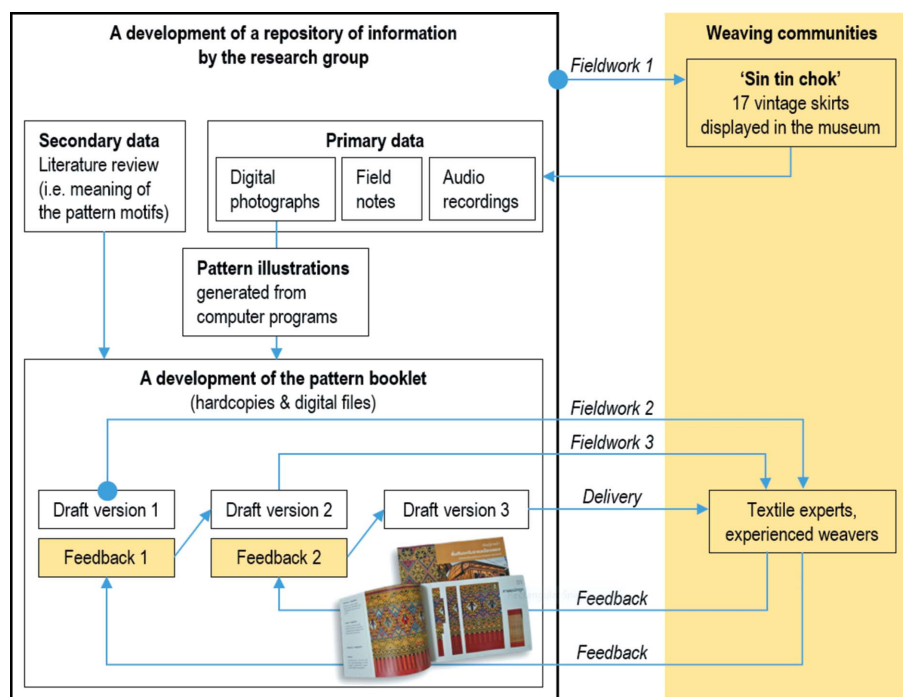 A development of a repository of information
by the research group
Weaving communities
Fieldwork 1
‘Sin tin chok’
17 vintage skirts
displayed in the museum
Secondary data
Literature review
(i.e. meaning of
the pattern motifs)
Primary data
Digital
photographs
Field
notes
Audio
recordings
Pattern illustrations
generated from
computer programs
A development of the pattern booklet
(hardcopies & digital files)
Fieldwork 2
Fieldwork 3
Draft version 1
Draft version 2
Draft version 3
Delivery
Textile experts,
experienced weavers
Feedback 1
Feedback 2
Feedback
Feedback